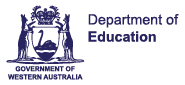 Department of
Education
GOVERNMENT OF
WESTERN AUSTRALIA